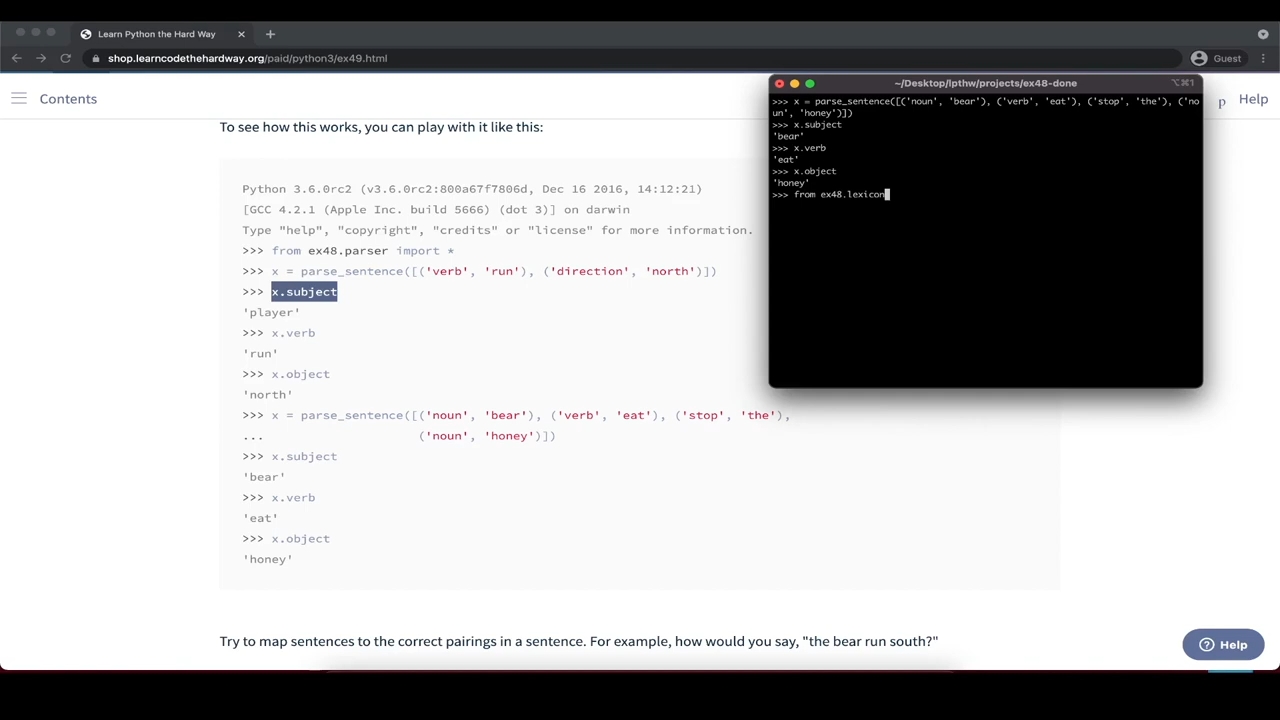 Learn Python the Hard Way
shop.learncodethehardway.org/paid/python3/ex49.html
Guest
Contents
p
Help
To see how this works, you can play with it like this:
Python 3.6.0rc2 (v3.6.0rc2:800a67f7806d, Dec 16 2016, 14:12:21)
[GCC 4.2.1 (Apple Inc. build 5666) (dot 3)] on darwin
Type "help", "copyright", "credits" or "license" for more information.
>>> from ex48.parser import *
>>> x = parse_sentence([('verb', 'run'), ('direction', 'north')])
>>> x.subject
'player'
>>> x.verb
'run'
>>> x.object
'north'
>>> x = parse_sentence([('noun', 'bear'), ('verb', 'eat'), ('stop', 'the'),
... ('noun', 'honey')])
>>> x.subject
'bear'
>>> x.verb
'eat'
>>> x.object
'honey'
Try to map sentences to the correct pairings in a sentence. For example, how would you say, "the bear run south?"
~/Desktop/lpthw/projects/ex48-done
⌥⌘1
>>> x = parse_sentence([('noun', 'bear'), ('verb', 'eat'), ('stop', 'the'), ('no
un', 'honey')])
>>> x.subject
'bear'
>>> x.verb
'eat'
>>> x.object
'honey'
>>> from ex48.lexicon
Help